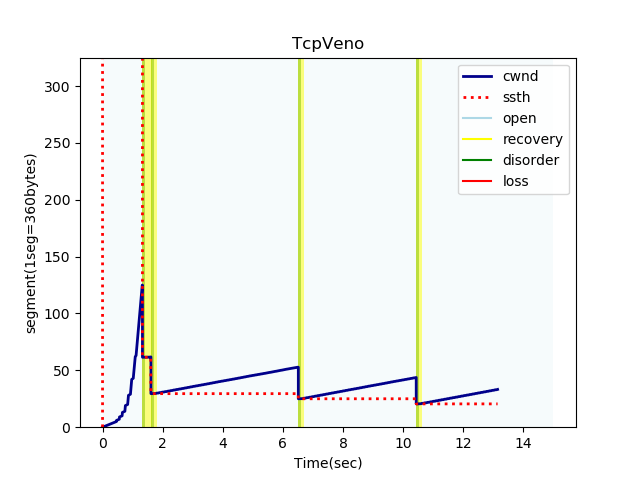 TcpVeno
segment(1seg=360bytes)
300
250
200
150
100
50
0
cwnd
ssth
open
recovery
disorder
loss
0 2 4 6 8 10 12 14
Time(sec)